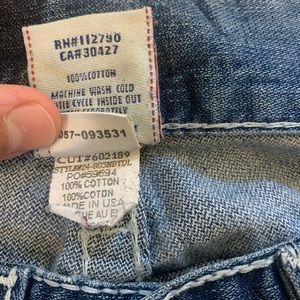 RN#112790
CA#30427
100%COTTON
MACHINE WASH COLD
CYCLE INSIDE OUT
057-093531
CUT#602189
PO#59694
100% COTTON
100% COTTON
MADE IN USA